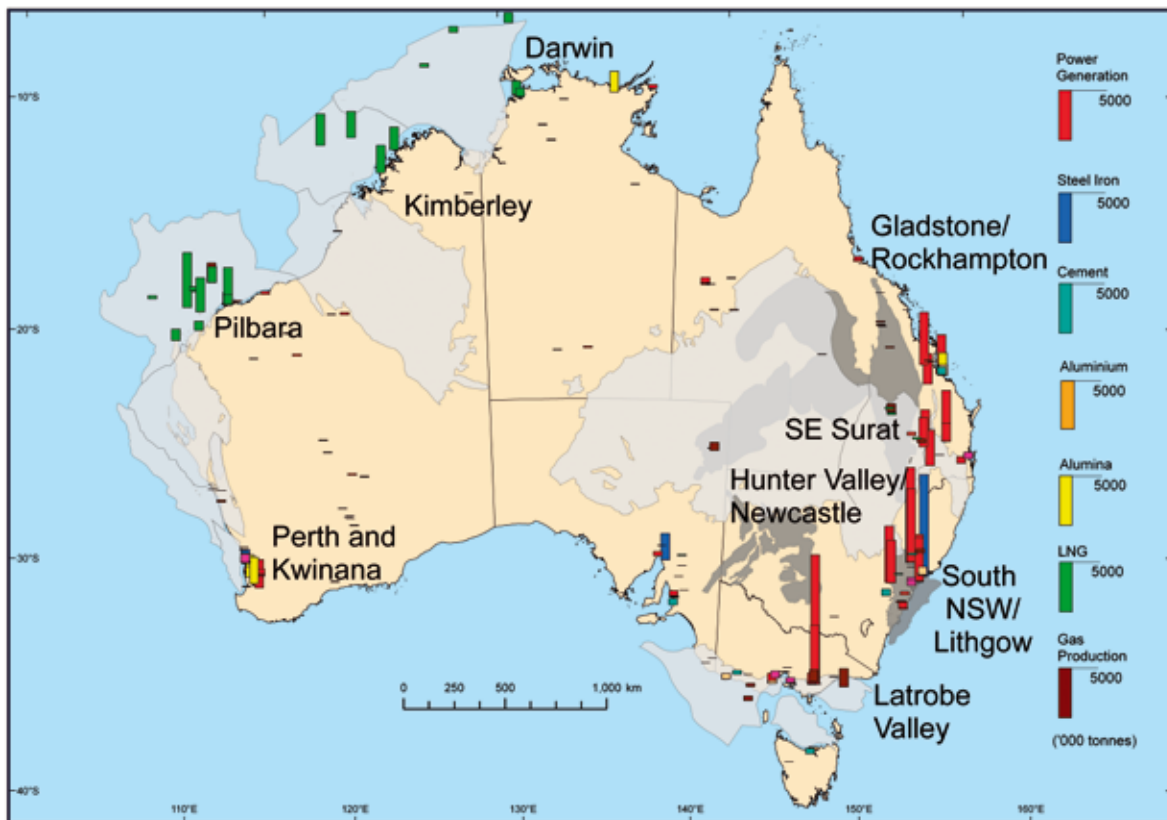 Darwin
Kimberley
Pilbara
Perth and
Kwinana
Gladstone/
Rockhampton
SE Surat
Hunter Valley/
Newcastle
South
NSW/
Lithgow
Latrobe
Valley
Power
Generation
5000
Steel Iron
5000
Cement
5000
Aluminium
5000
Alumina
5000
LNG
5000
Gas
Production
5000
('000 tonnes)
0 250 500 1,000 km
10°S
20°S
30°S
40°S
110°E 120°E 130°E 140°E 150°E 160°E